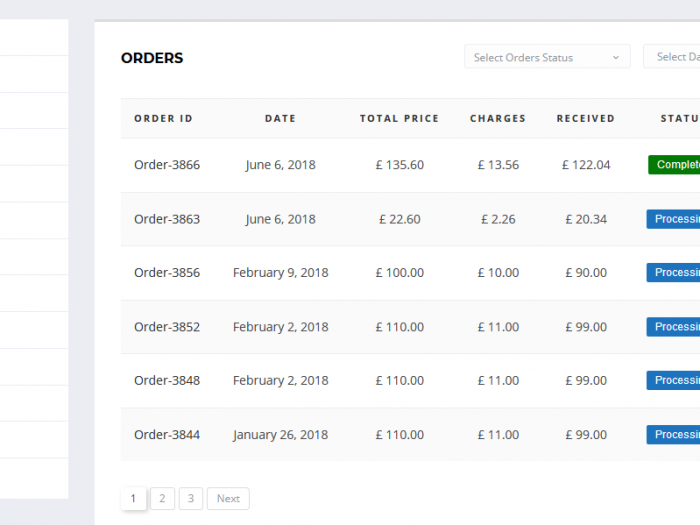 ORDERS Select Orders Status Select Da
ORDER ID DATE TOTAL PRICE CHARGES RECEIVED STATU
Order-3866 June 6, 2018 £ 135.60 £ 13.56 £ 122.04 Complet
Order-3863 June 6, 2018 £ 22.60 £ 2.26 £ 20.34 Processi
Order-3856 February 9, 2018 £ 100.00 £ 10.00 £ 90.00 Processi
Order-3852 February 2, 2018 £ 110.00 £ 11.00 £ 99.00 Processi
Order-3848 February 2, 2018 £ 110.00 £ 11.00 £ 99.00 Processi
Order-3844 January 26, 2018 £ 110.00 £ 11.00 £ 99.00 Processi
1 2 3 Next